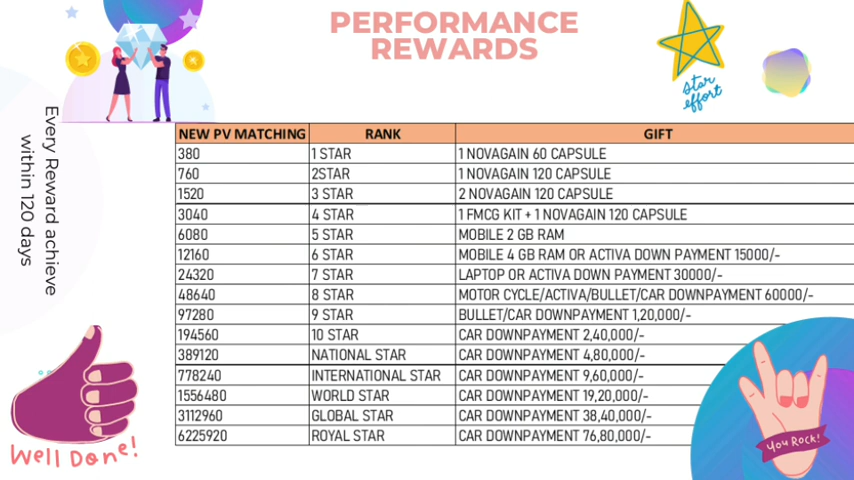 PERFORMANCE
REWARDS
star
effort
Every Reward achieve
within 120 days
NEW PV MATCHING RANK GIFT
380 1 STAR 1 NOVAGAIN 60 CAPSULE
760 2STAR 1 NOVAGAIN 120 CAPSULE
1520 3 STAR 2 NOVAGAIN 120 CAPSULE
3040 4 STAR 1 FMCG KIT + 1 NOVAGAIN 120 CAPSULE
6080 5 STAR MOBILE 2 GB RAM
12160 6 STAR MOBILE 4 GB RAM OR ACTIVA DOWN PAYMENT 15000/-
24320 7 STAR LAPTOP OR ACTIVA DOWN PAYMENT 30000/-
48640 8 STAR MOTOR CYCLE/ACTIVA/BULLET/CAR DOWNPAYMENT 60000/-
97280 9 STAR BULLET/CAR DOWNPAYMENT 1,20,000/-
194560 10 STAR CAR DOWNPAYMENT 2,40,000/-
389120 NATIONAL STAR CAR DOWNPAYMENT 4,80,000/-
778240 INTERNATIONAL STAR CAR DOWNPAYMENT 9,60,000/-
1556480 WORLD STAR CAR DOWNPAYMENT 19,20,000/-
3112960 GLOBAL STAR CAR DOWNPAYMENT 38,40,000/-
6225920 ROYAL STAR CAR DOWNPAYMENT 76,80,000/-
Well Done!
You Rock!